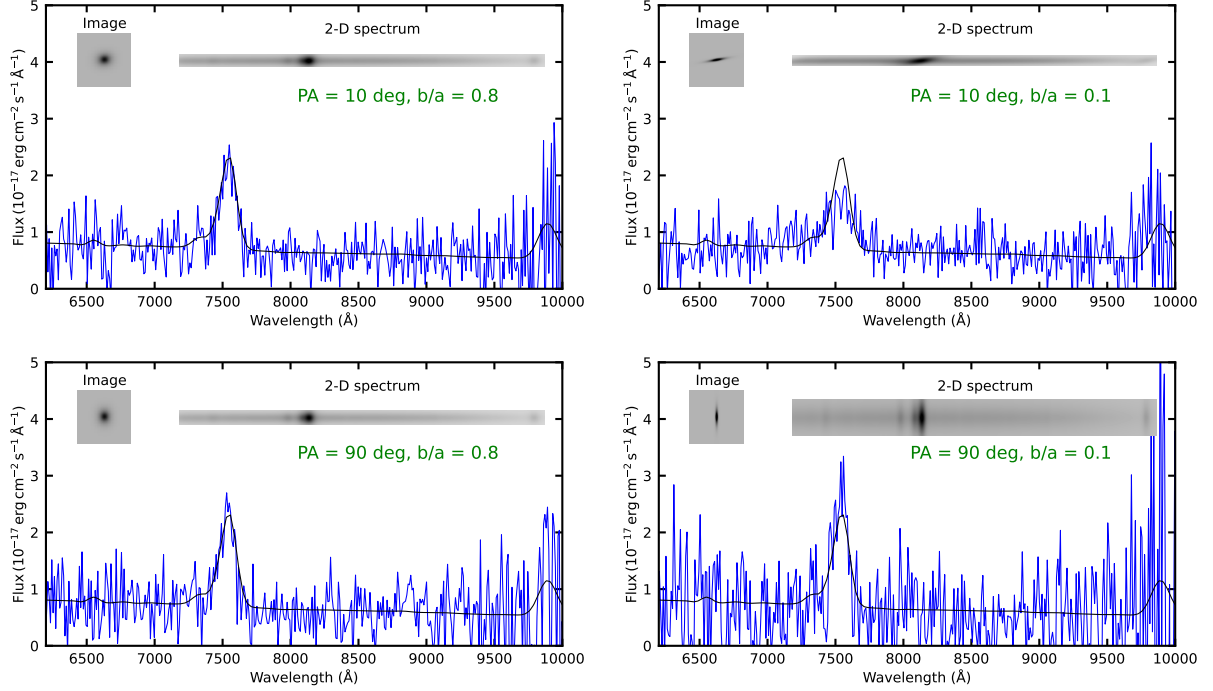 5
4
3
2
1
0
Flux (10⁻¹⁷ erg cm⁻² s⁻¹ Å⁻¹)
Image
2-D spectrum
PA = 10 deg, b/a = 0.8
6500 7000 7500 8000 8500 9000 9500 10000
Wavelength (Å)
5
4
3
2
1
0
Flux (10⁻¹⁷ erg cm⁻² s⁻¹ Å⁻¹)
Image
2-D spectrum
PA = 10 deg, b/a = 0.1
6500 7000 7500 8000 8500 9000 9500 10000
Wavelength (Å)
5
4
3
2
1
0
Flux (10⁻¹⁷ erg cm⁻² s⁻¹ Å⁻¹)
Image
2-D spectrum
PA = 90 deg, b/a = 0.8
6500 7000 7500 8000 8500 9000 9500 10000
Wavelength (Å)
5
4
3
2
1
0
Flux (10⁻¹⁷ erg cm⁻² s⁻¹ Å⁻¹)
Image
2-D spectrum
PA = 90 deg, b/a = 0.1
6500 7000 7500 8000 8500 9000 9500 10000
Wavelength (Å)